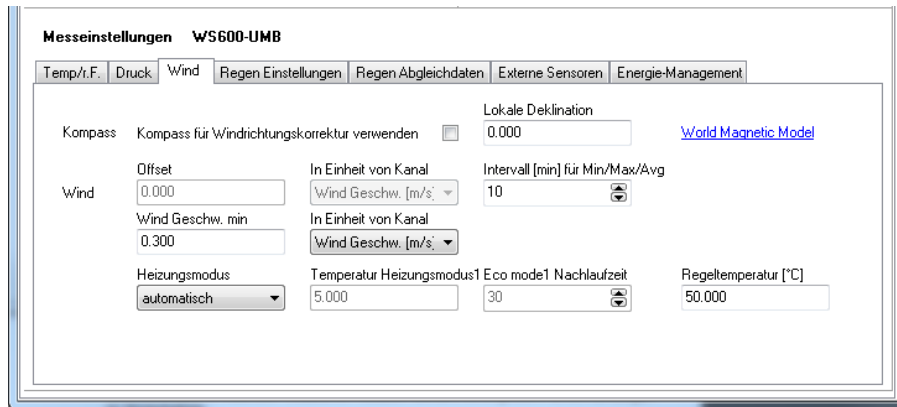 Messeinstellungen WS600-UMB
Temp/r.F. Druck Wind Regen Einstellungen Regen Abgleichdaten Externe Sensoren Energie-Management
Lokale Deklination
Kompass Kompass für Windrichtungskorrektur verwenden 0.000 World Magnetic Model
Offset In Einheit von Kanal Intervall [min] für Min/Max/Avg
Wind 0.000 Wind Geschw. [m/s] 10
Wind Geschw. min In Einheit von Kanal
0.300 Wind Geschw. [m/s]
Heizungsmodus Temperatur Heizungsmodus1 Eco mode1 Nachlaufzeit Regeltemperatur [°C]
automatisch 5.000 30 50.000